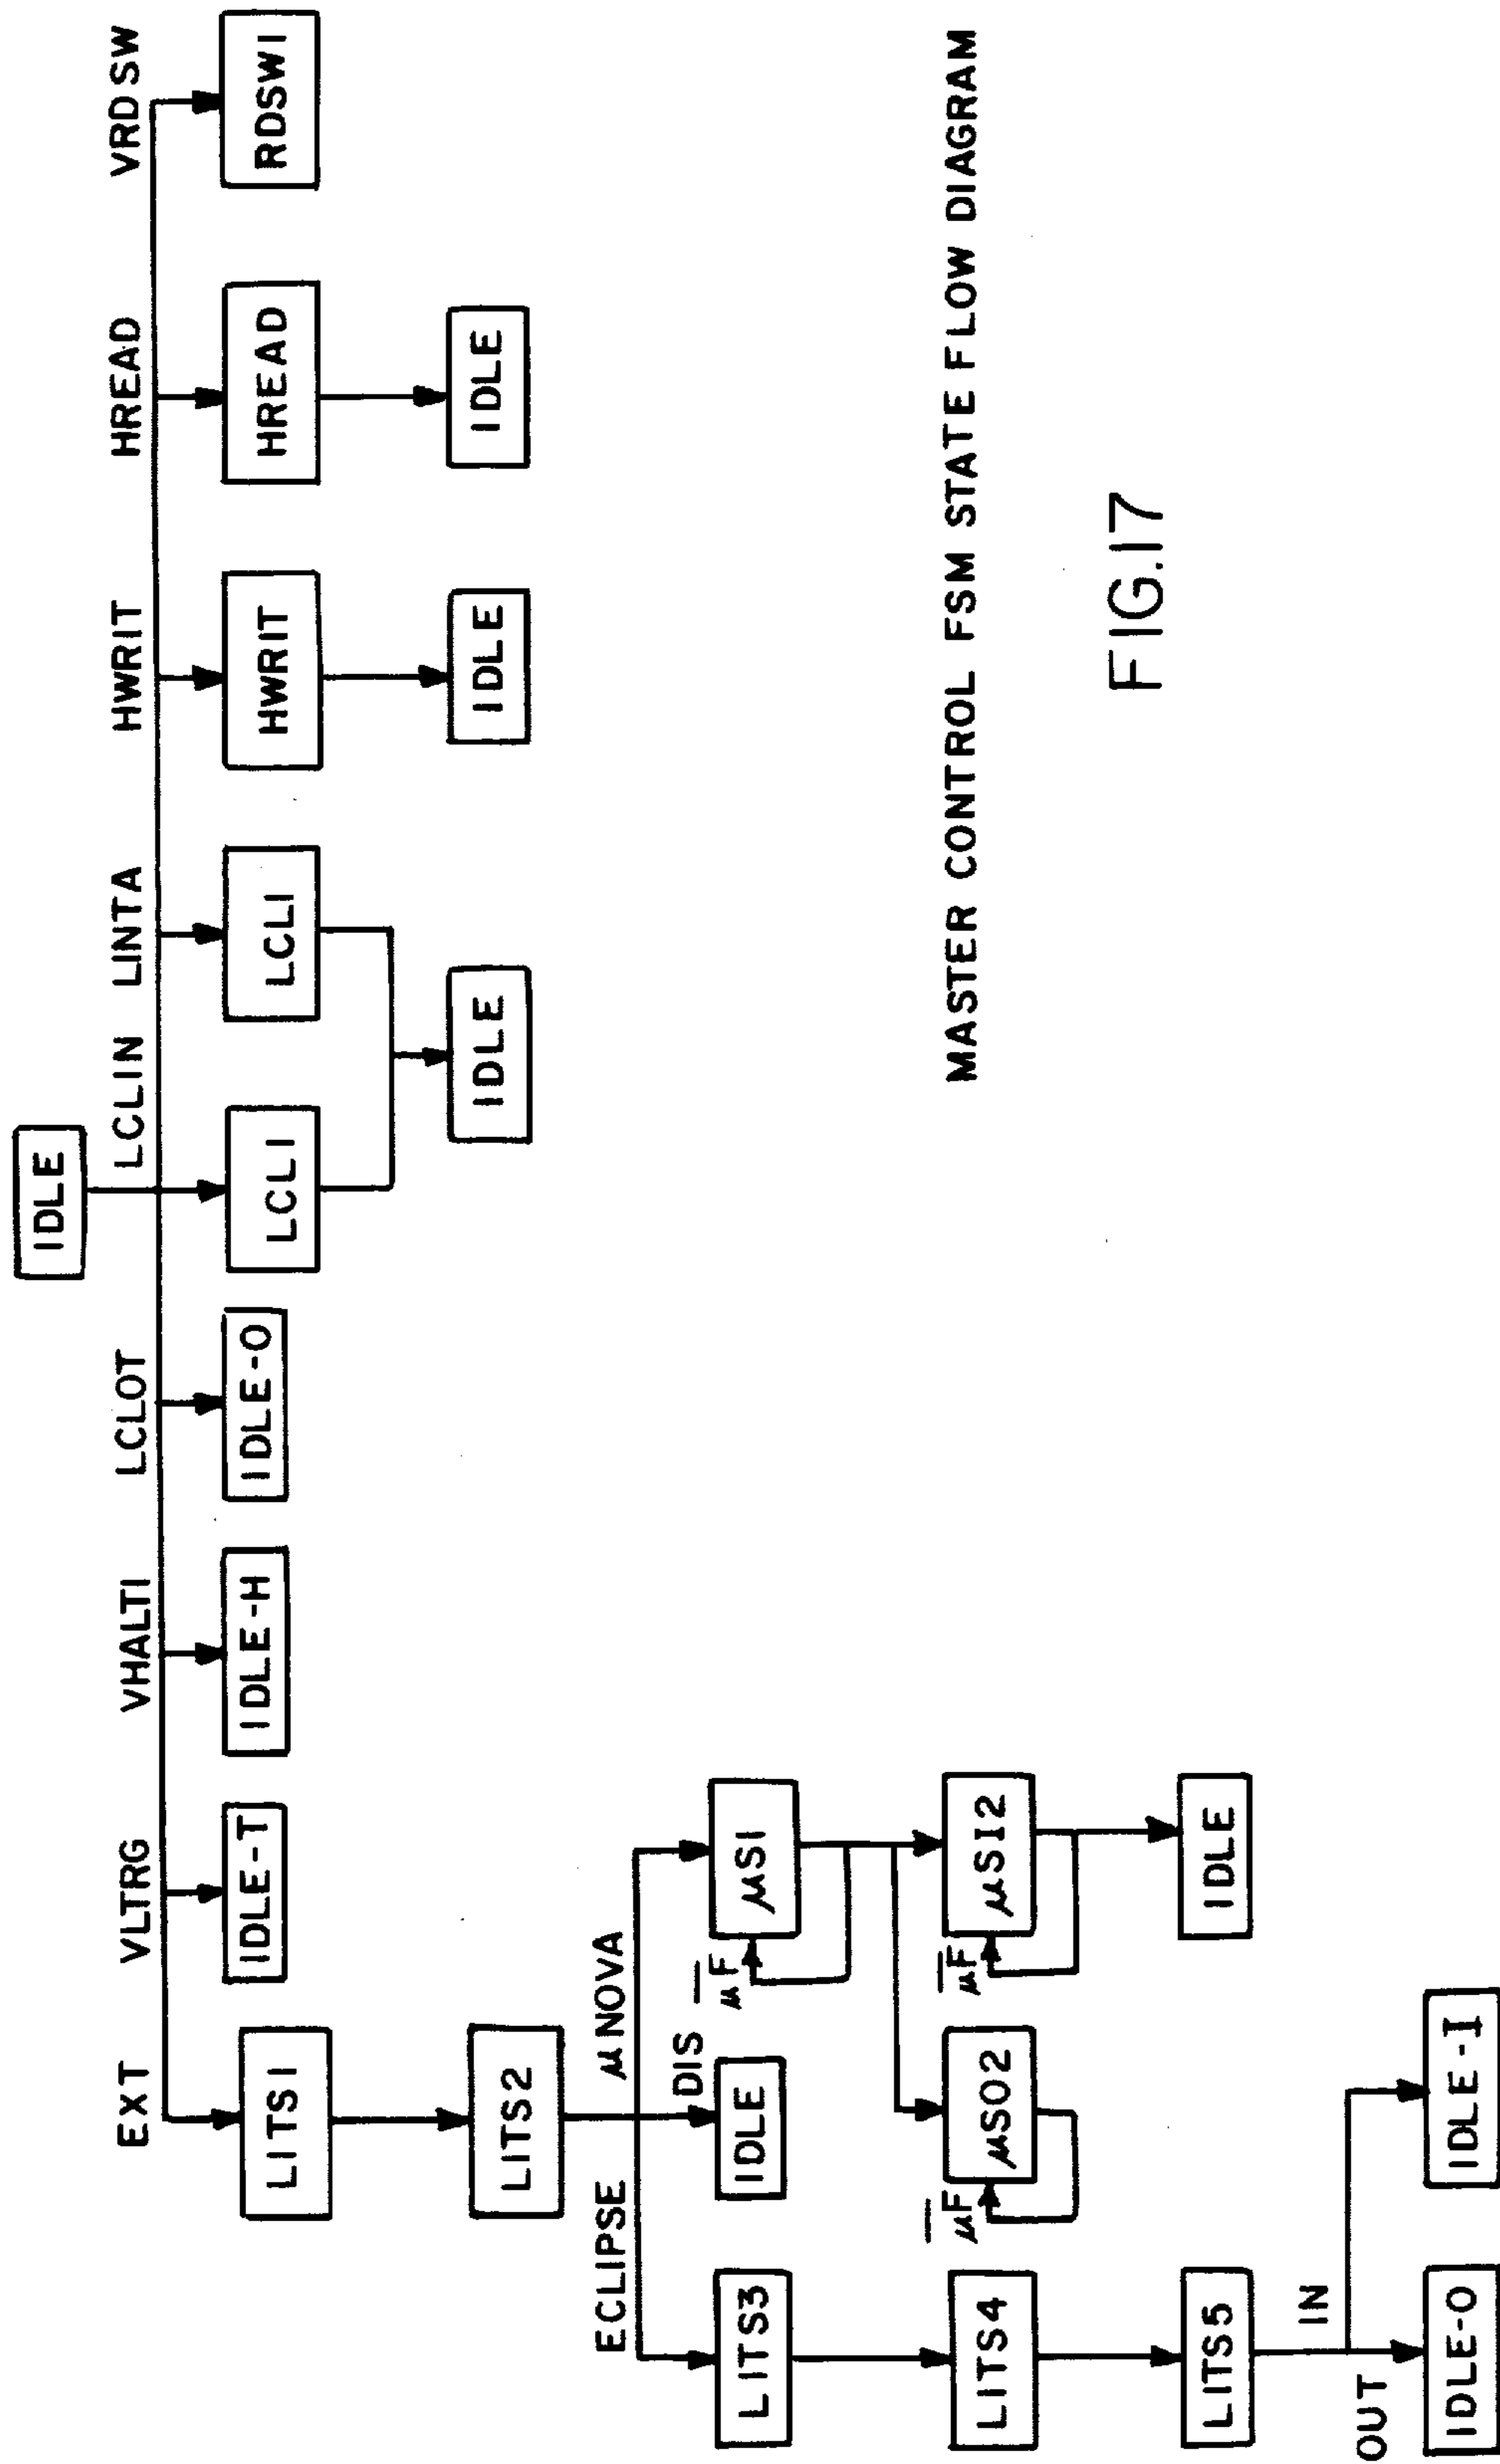 IDLE
EXT VLTRG VHALTI LCLOT LCLIN LINTA HWRIT HREAD VRDSW
LITS1 IDLE-T IDLE-H IDLE-O LCLI LCLI HWRIT HREAD RDSWI
LITS2 IDLE IDLE IDLE
ECLIPSE μNOVA
DIS μF
LITS3 IDLE μSI
μF μF
LITS4 μSO2 μSI2
LITS5 IDLE
OUT IN
IDLE-O IDLE-I
MASTER CONTROL FSM STATE FLOW DIAGRAM
FIG.17